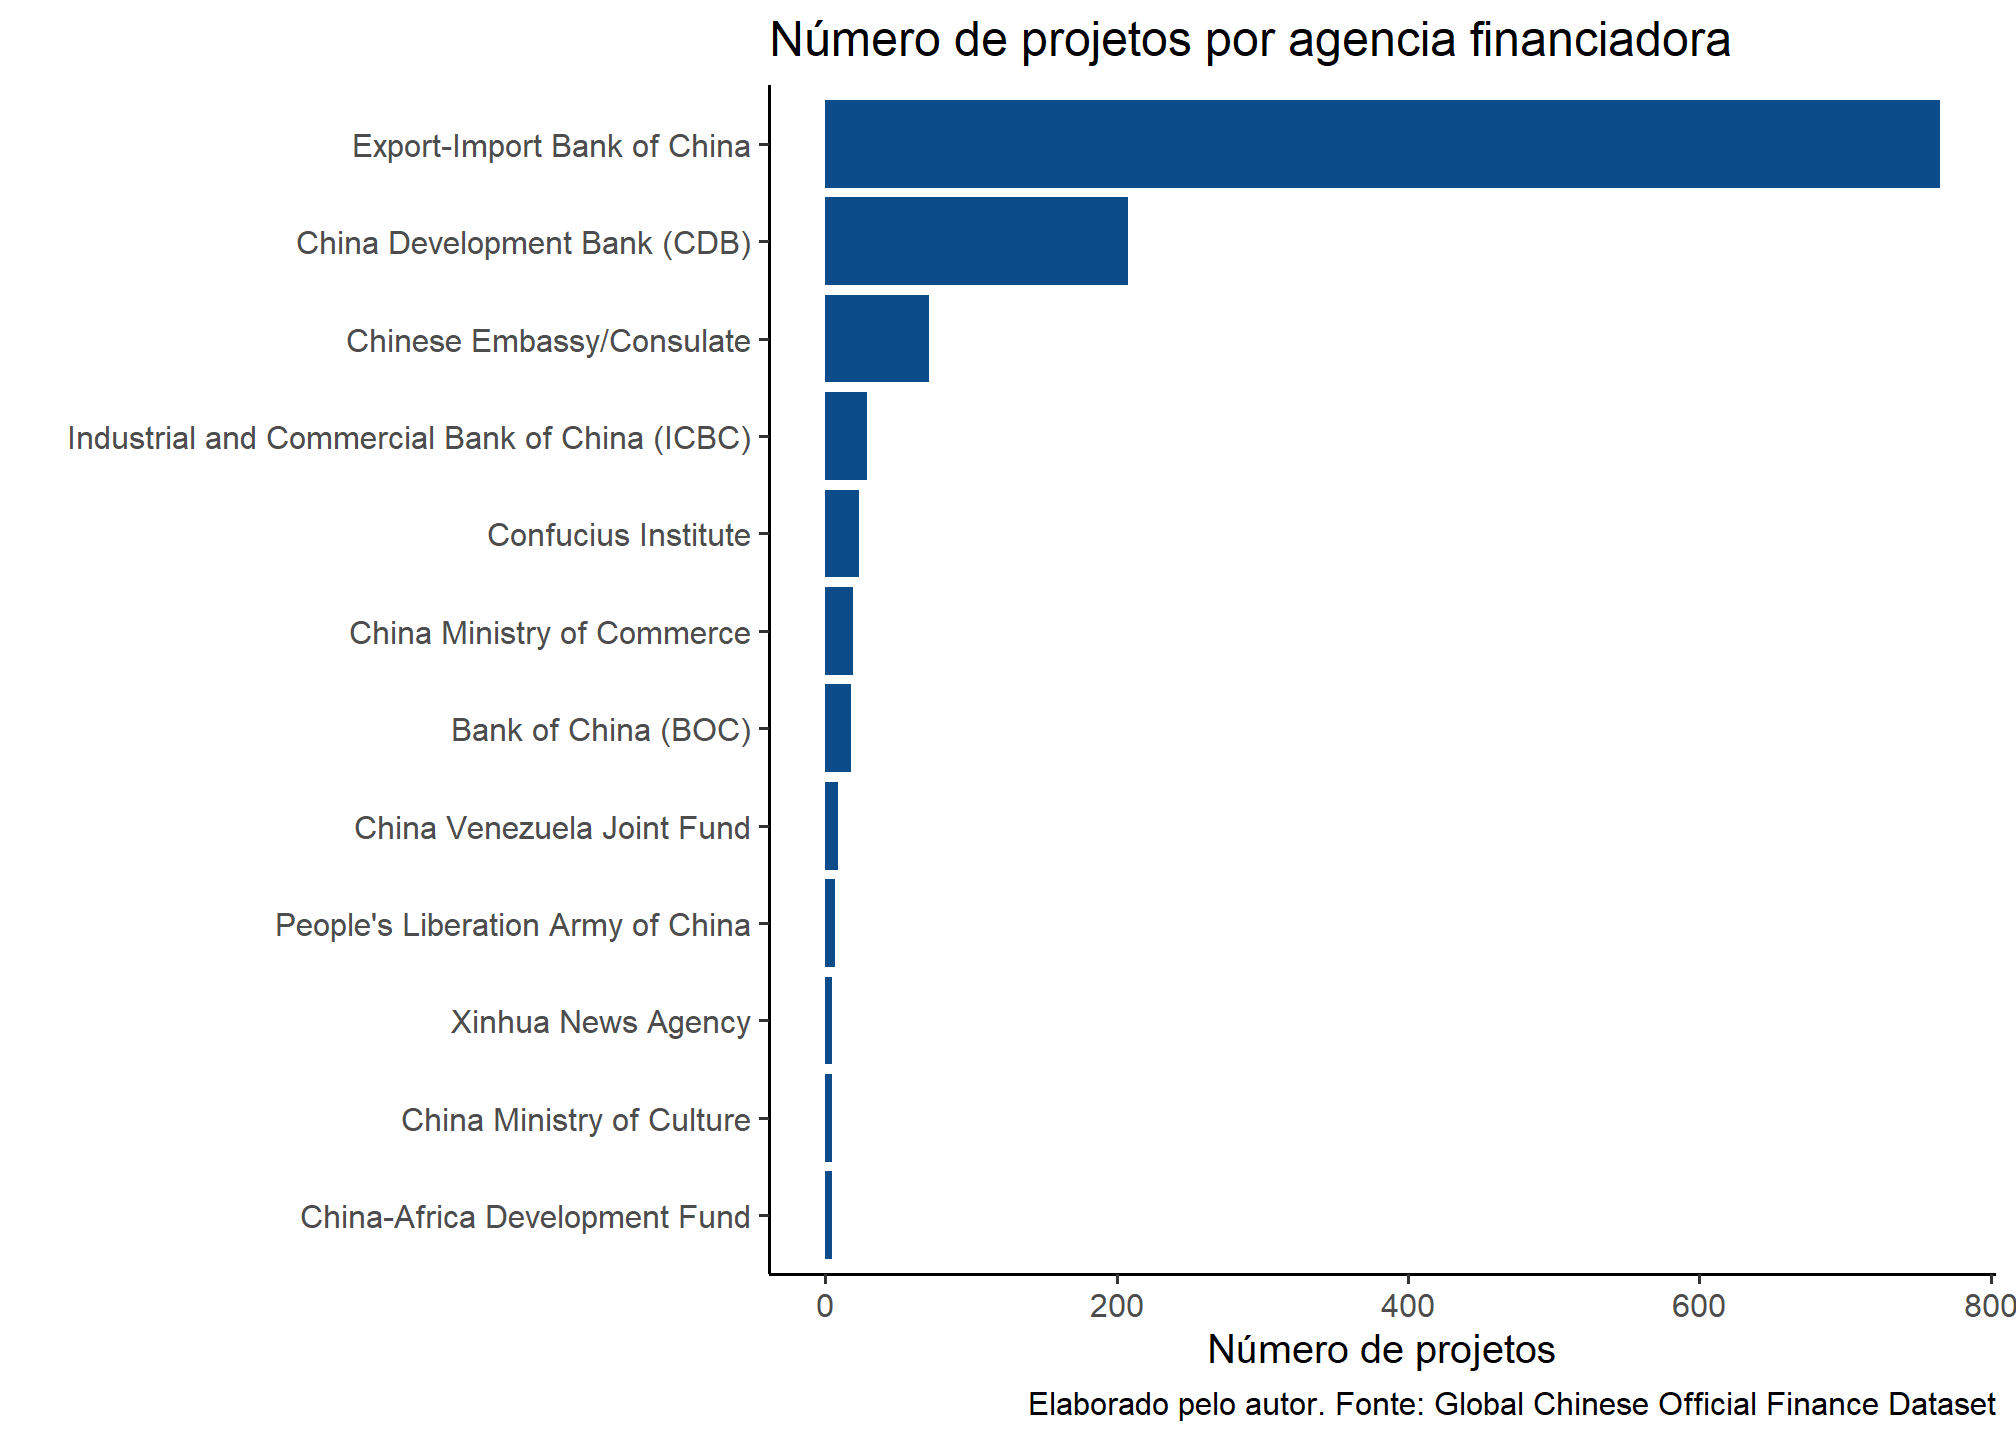 Número de projetos por agencia financiadora
Export-Import Bank of China
China Development Bank (CDB)
Chinese Embassy/Consulate
Industrial and Commercial Bank of China (ICBC)
Confucius Institute
China Ministry of Commerce
Bank of China (BOC)
China Venezuela Joint Fund
People's Liberation Army of China
Xinhua News Agency
China Ministry of Culture
China-Africa Development Fund
0 200 400 600 800
Número de projetos
Elaborado pelo autor. Fonte: Global Chinese Official Finance Dataset